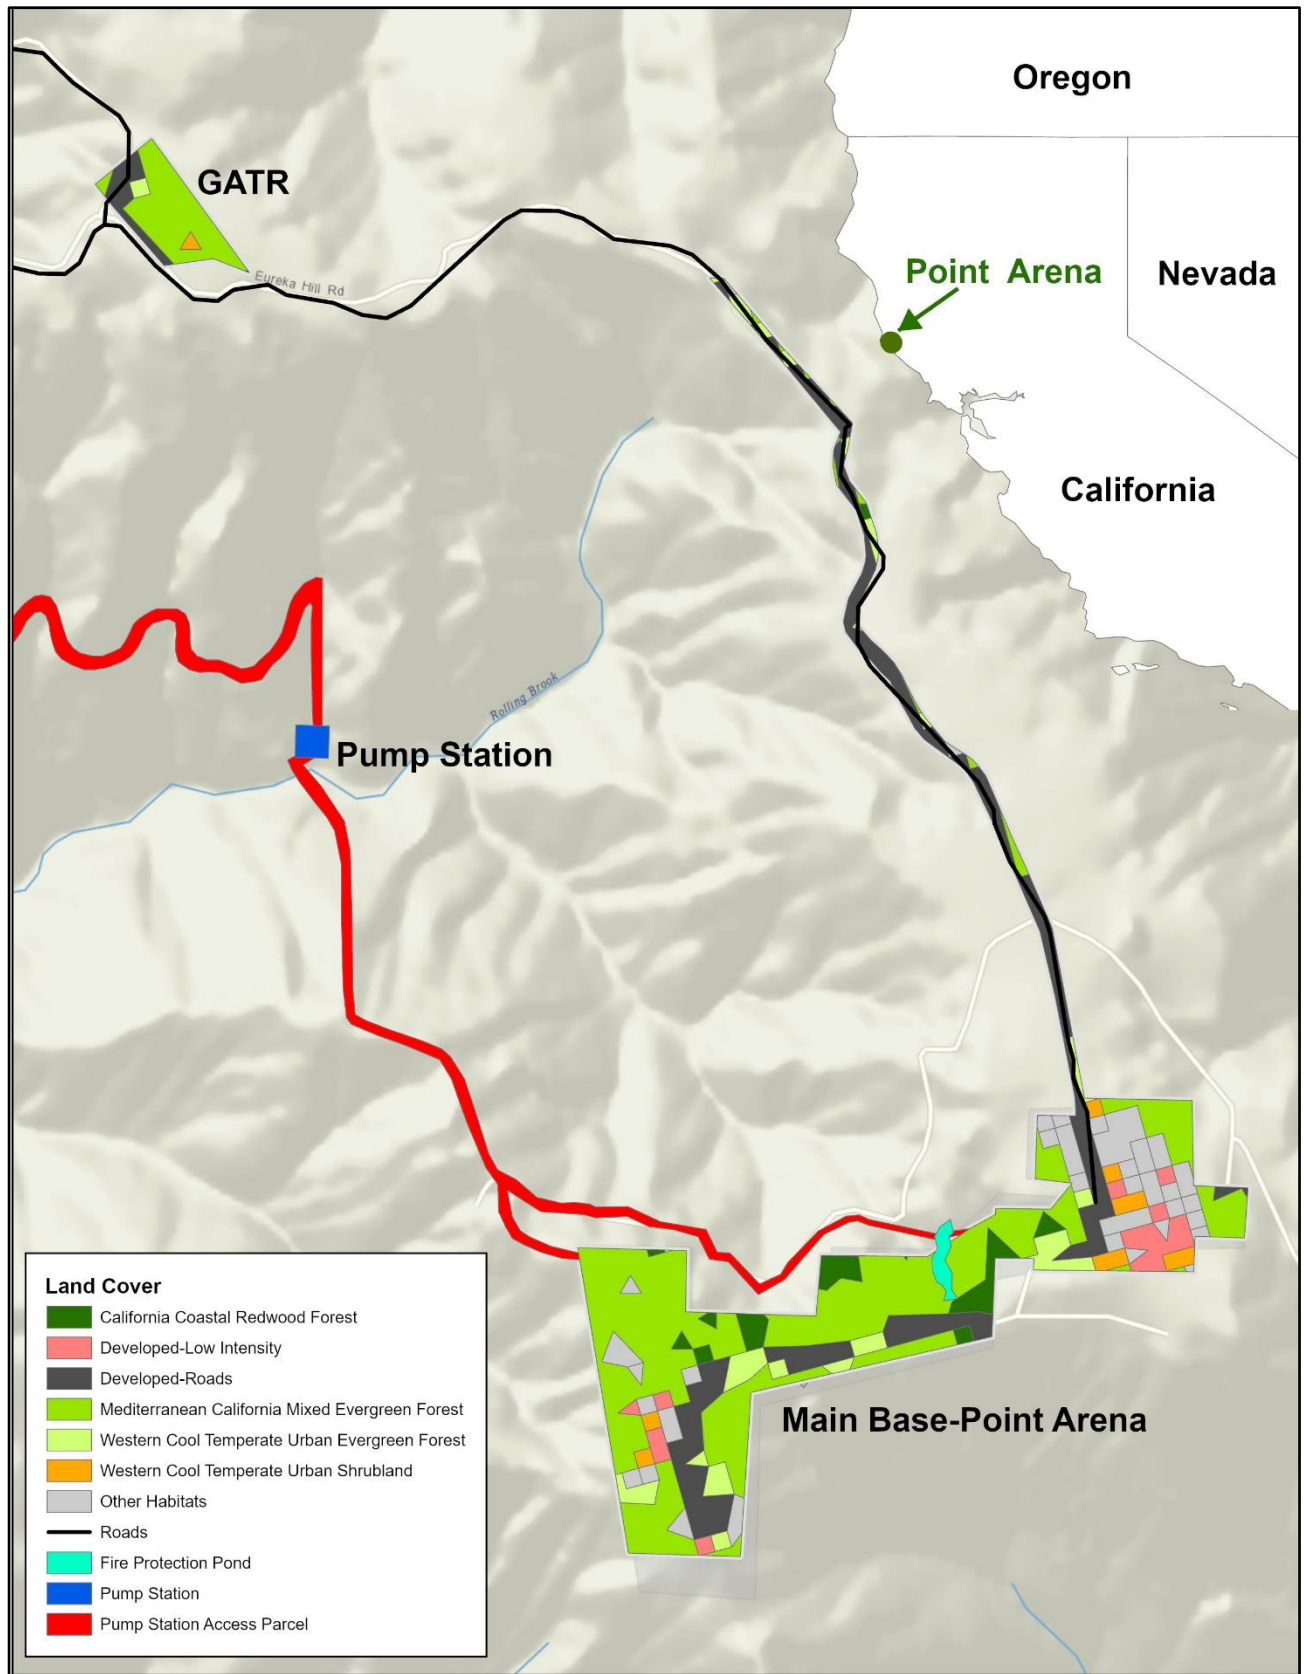 Oregon
GATR
Point Arena
Nevada
Eureka Hill Rd
California
Rolling Brook
Pump Station
Main Base-Point Arena
Land Cover
California Coastal Redwood Forest
Developed-Low Intensity
Developed-Roads
Mediterranean California Mixed Evergreen Forest
Western Cool Temperate Urban Evergreen Forest
Western Cool Temperate Urban Shrubland
Other Habitats
Roads
Fire Protection Pond
Pump Station
Pump Station Access Parcel